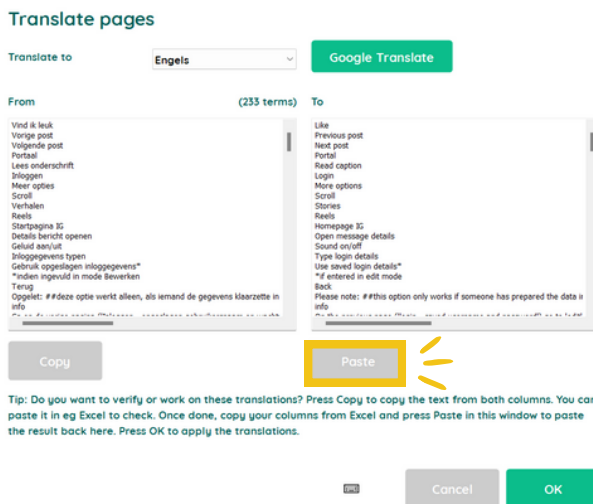 Translate pages
Translate to
Engels
Google Translate
From
(233 terms)
To
Vind ik leuk
Vorige post
Volgende post
Portaal
Lees onderschrift
Inloggen
Meer opties
Scroll
Verhalen
Reels
Startpagina IG
Details bericht openen
Geluid aan/uit
Inloggegevens typen
Gebruik opgeslagen inloggegevens*
*indien ingevuld in mode Bewerken
Terug
Opgelet: ##deze optie werkt alleen, als iemand de gegevens klaarzette in
info
Like
Previous post
Next post
Portal
Read caption
Login
More options
Scroll
Stories
Reels
Homepage IG
Open message details
Sound on/off
Type login details
Use saved login details*
*if entered in edit mode
Back
Please note: ##this option only works if someone has prepared the data i
info
Copy
Paste
Tip: Do you want to verify or work on these translations? Press Copy to copy the text from both columns. You can
paste it in eg Excel to check. Once done, copy your columns from Excel and press Paste in this window to paste
the result back here. Press OK to apply the translations.
Cancel
OK